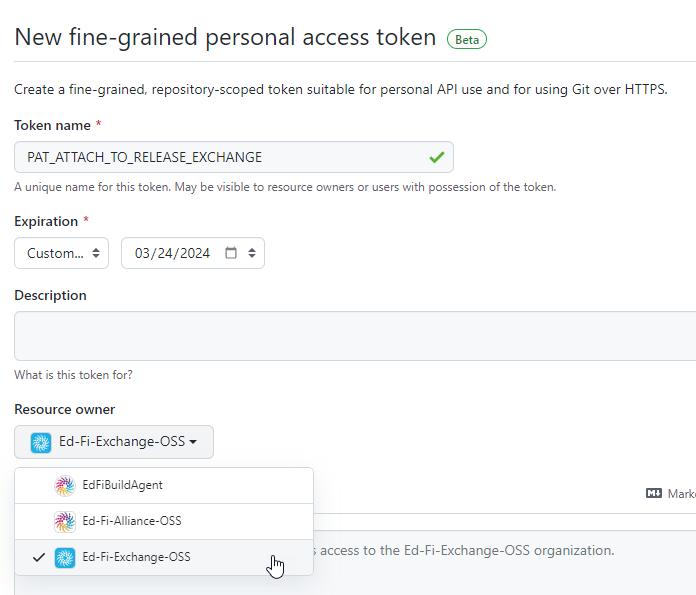 New fine-grained personal access token Beta
Create a fine-grained, repository-scoped token suitable for personal API use and for using Git over HTTPS.
Token name *
PAT_ATTACH_TO_RELEASE_EXCHANGE
A unique name for this token. May be visible to resource owners or users with possession of the token.
Expiration *
Custom... 03/24/2024
Description
What is this token for?
Resource owner
Ed-Fi-Exchange-OSS
EdFiBuildAgent
Mark
Ed-Fi-Alliance-OSS
Ed-Fi-Exchange-OSS
access to the Ed-Fi-Exchange-OSS organization.